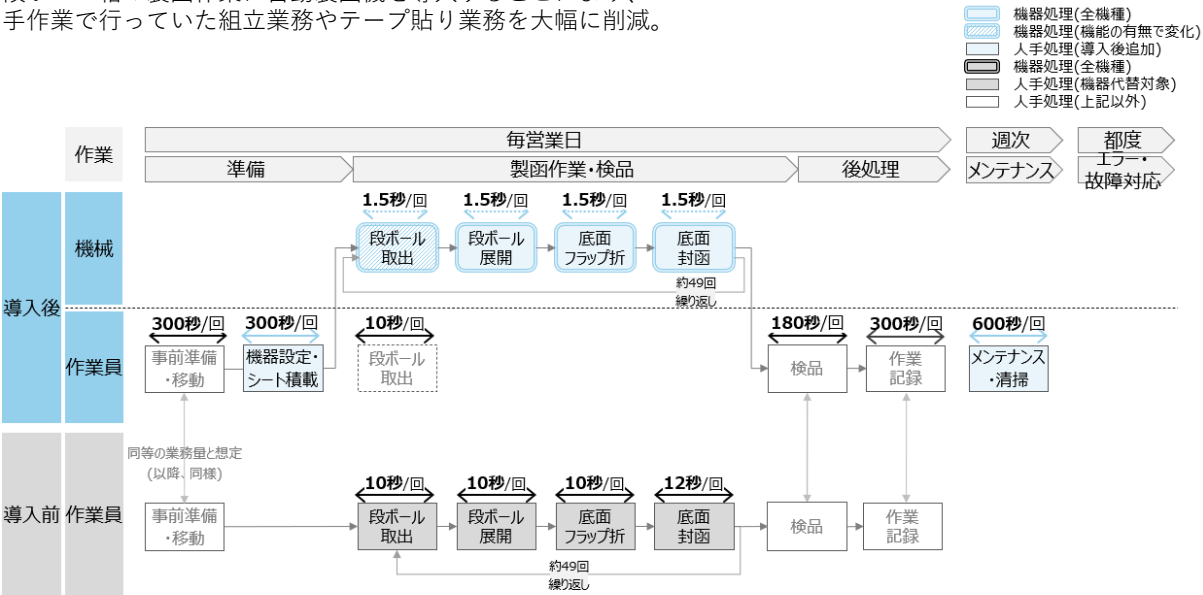 手作業で行っていた組立業務やテープ貼り業務を大幅に削減。
機器処理(全機種)
機器処理(機能の有無で変化)
人手処理(導入後追加)
機器処理(全機種)
人手処理(機器代替対象)
人手処理(上記以外)
作業
毎営業日
週次
都度
準備
製函作業・検品
後処理
メンテナンス
エラー・
故障対応
導入後
機械
1.5秒/回
1.5秒/回
1.5秒/回
1.5秒/回
段ボール
取出
段ボール
展開
底面
フラップ折
底面
封函
約49回
繰り返し
作業員
300秒/回
300秒/回
10秒/回
180秒/回
300秒/回
600秒/回
事前準備
・移動
機器設定・
シート積載
段ボール
取出
検品
作業
記録
メンテナンス
・清掃
同等の業務量と想定
(以降、同様)
導入前
作業員
10秒/回
10秒/回
10秒/回
12秒/回
事前準備
・移動
段ボール
取出
段ボール
展開
底面
フラップ折
底面
封函
検品
作業
記録
約49回
繰り返し